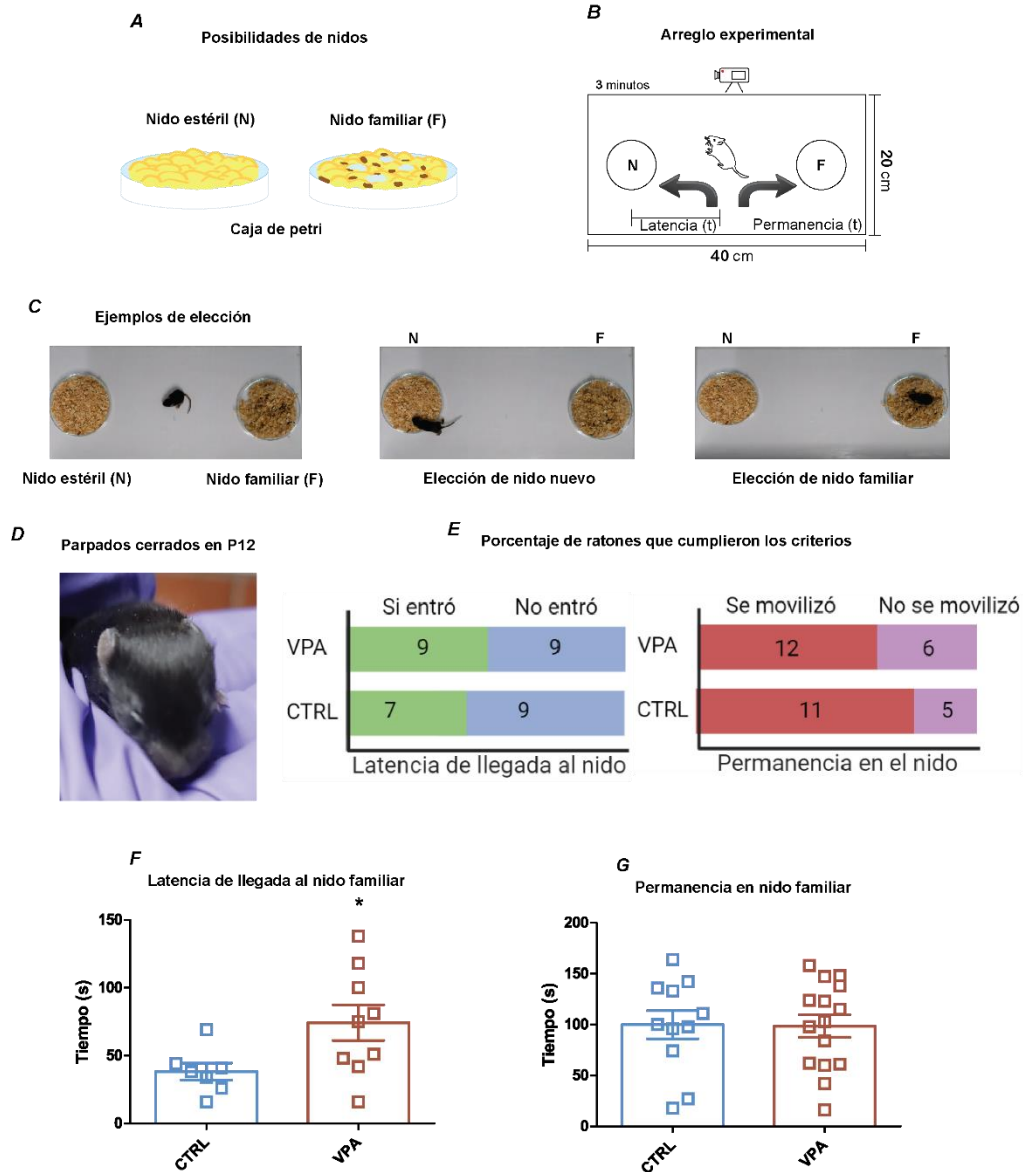 A
Posibilidades de nidos
Nido estéril (N)
Nido familiar (F)
Caja de petri
B
Arreglo experimental
3 minutos
N
F
Latencia (t)
Permanencia (t)
20 cm
40 cm
C
Ejemplos de elección
N
F
N
F
Nido estéril (N)
Nido familiar (F)
Elección de nido nuevo
Elección de nido familiar
D
Parpados cerrados en P12
E
Porcentaje de ratones que cumplieron los criterios
Si entró
No entró
VPA
9
9
CTRL
7
9
Latencia de llegada al nido
Se movilizó
No se movilizó
VPA
12
6
CTRL
11
5
Permanencia en el nido
F
Latencia de llegada al nido familiar
*
150
100
50
0
Tiempo (s)
CTRL
VPA
G
Permanencia en nido familiar
200
150
100
50
0
Tiempo (s)
CTRL
VPA